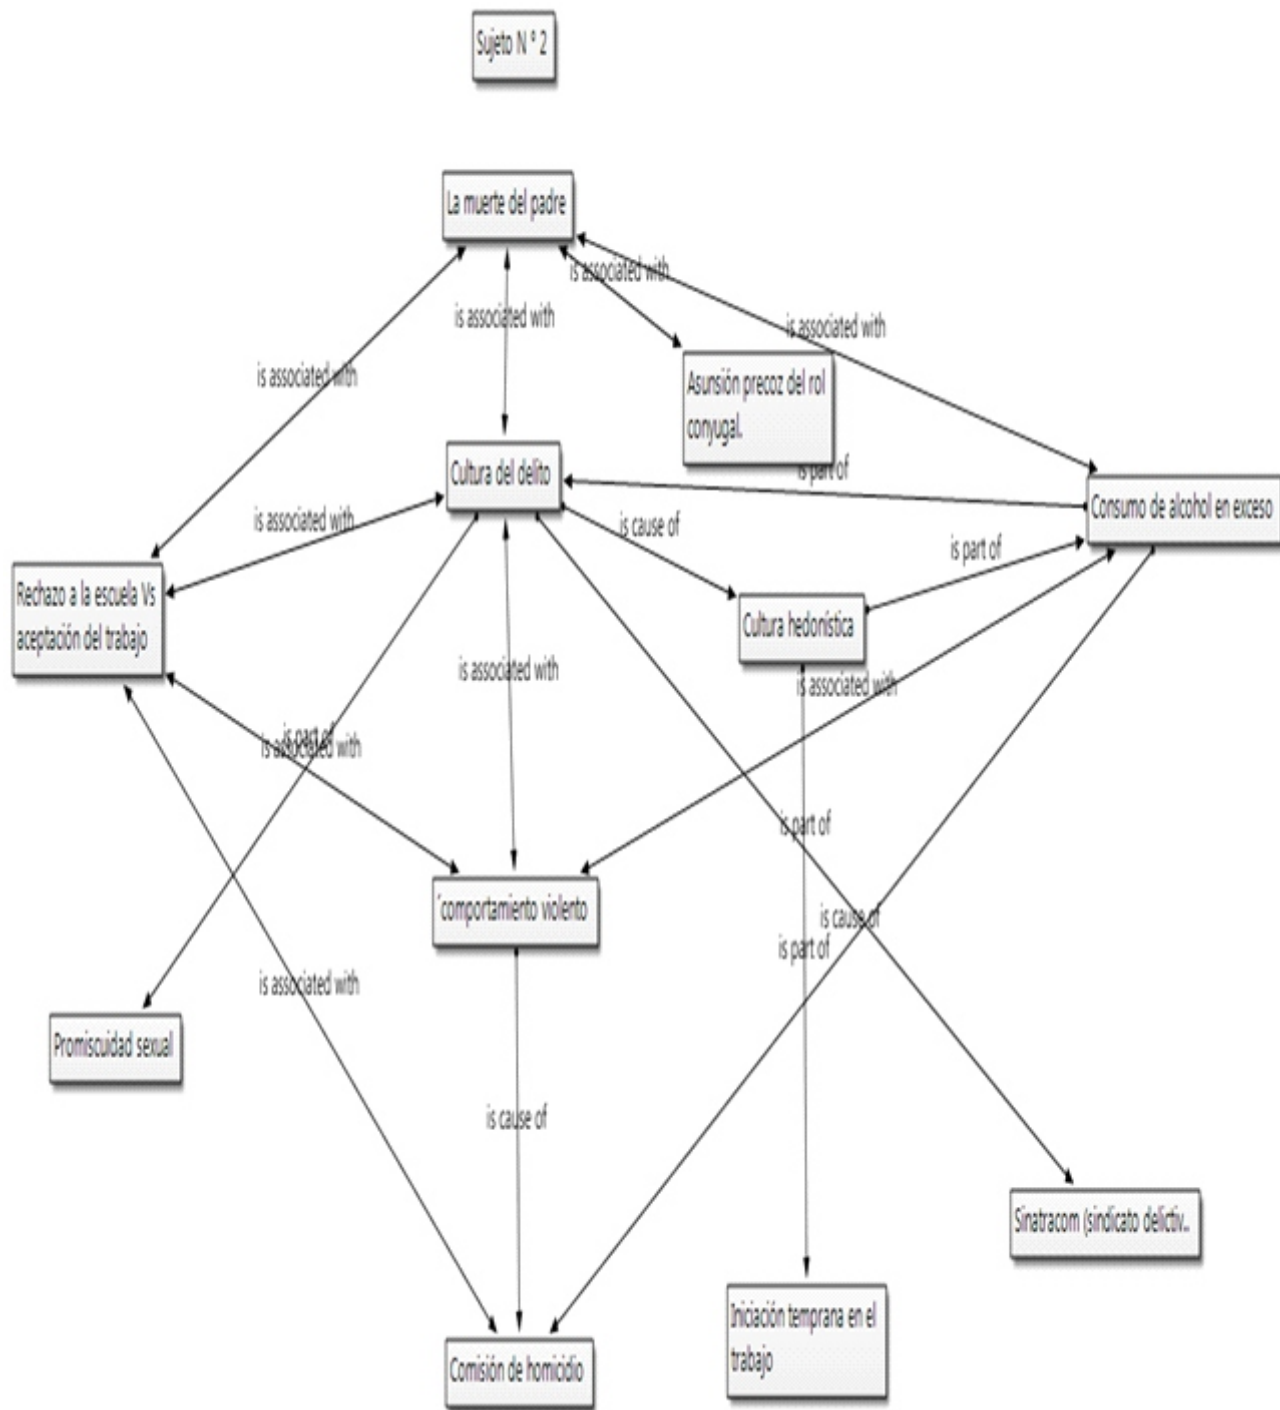 Sujeto N º 2
La muerte del padre
is associated with
is associated with
is associated with
is associated with
Asunsión precoz del rol
conyugal.
Cultura del delito
is part of
Consumo de alcohol en exceso
is associated with
is cause of
is part of
Rechazo a la escuela Vs
aceptación del trabajo
Cultura hedonística
is associated with
is associated with
is part of
is associated with
is part of
´comportamiento violento
is cause of
is part of
is associated with
Promiscuidad sexual
is cause of
Sinatracom (sindicato delictiv..
Iniciación temprana en el
trabajo
Comisión de homicidio